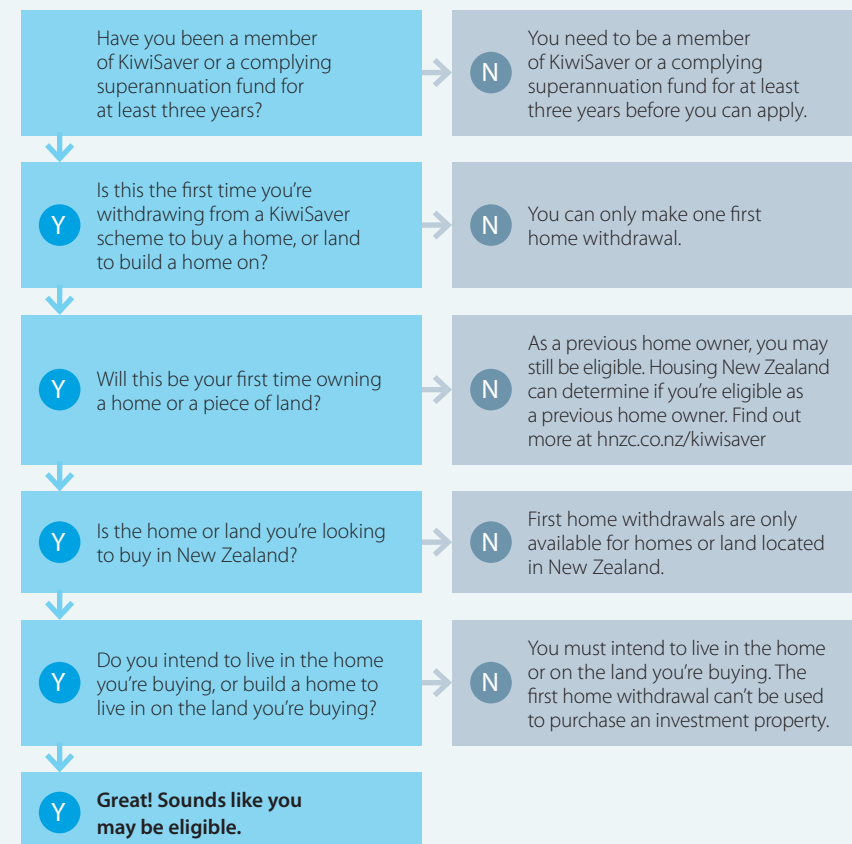 Have you been a member
of KiwiSaver or a complying
superannuation fund for
at least three years?
N
You need to be a member
of KiwiSaver or a complying
superannuation fund for at least
three years before you can apply.
Y
Is this the first time you're
withdrawing from a KiwiSaver
scheme to buy a home, or land
to build a home on?
N
You can only make one first
home withdrawal.
Y
Will this be your first time owning
a home or a piece of land?
N
As a previous home owner, you may
still be eligible. Housing New Zealand
can determine if you're eligible as
a previous home owner. Find out
more at hnzc.co.nz/kiwisaver
Y
Is the home or land you're looking
to buy in New Zealand?
N
First home withdrawals are only
available for homes or land located
in New Zealand.
Y
Do you intend to live in the home
you're buying, or build a home to
live in on the land you're buying?
N
You must intend to live in the home
or on the land you're buying. The
first home withdrawal can't be used
to purchase an investment property.
Y
Great! Sounds like you
may be eligible.